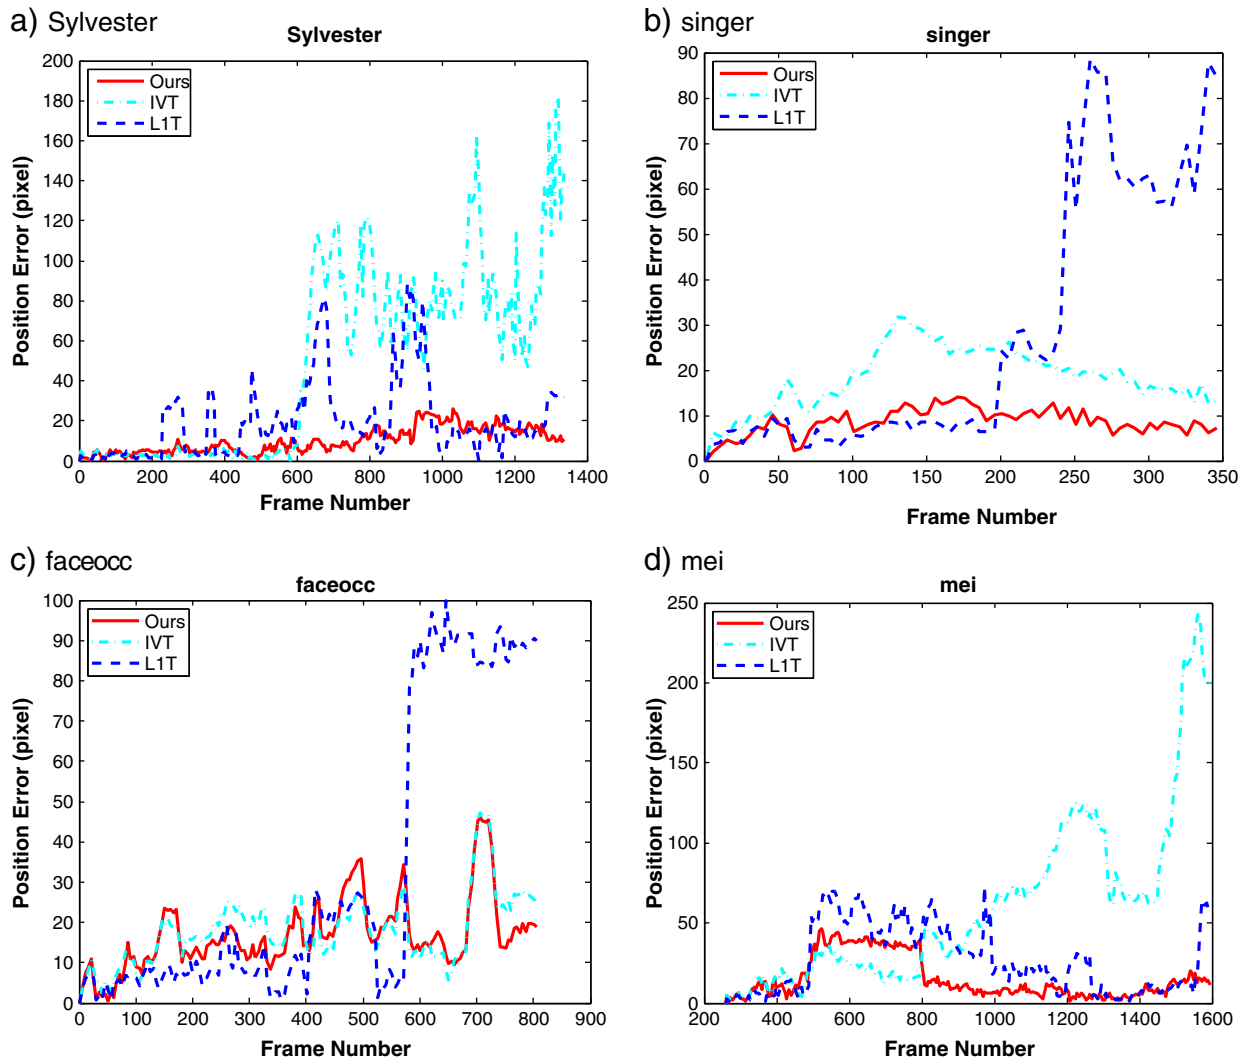 a) Sylvester
Sylvester
200
180
160
140
120
100
80
60
40
20
0
Position Error (pixel)
Ours
IVT
L1T
0 200 400 600 800 1000 1200 1400
Frame Number
b) singer
singer
90
80
70
60
50
40
30
20
10
0
Position Error (pixel)
Ours
IVT
L1T
0 50 100 150 200 250 300 350
Frame Number
c) faceocc
faceocc
100
90
80
70
60
50
40
30
20
10
0
Position Error (pixel)
Ours
IVT
L1T
0 100 200 300 400 500 600 700 800 900
Frame Number
d) mei
mei
250
200
150
100
50
0
Position Error (pixel)
Ours
IVT
L1T
200 400 600 800 1000 1200 1400 1600
Frame Number